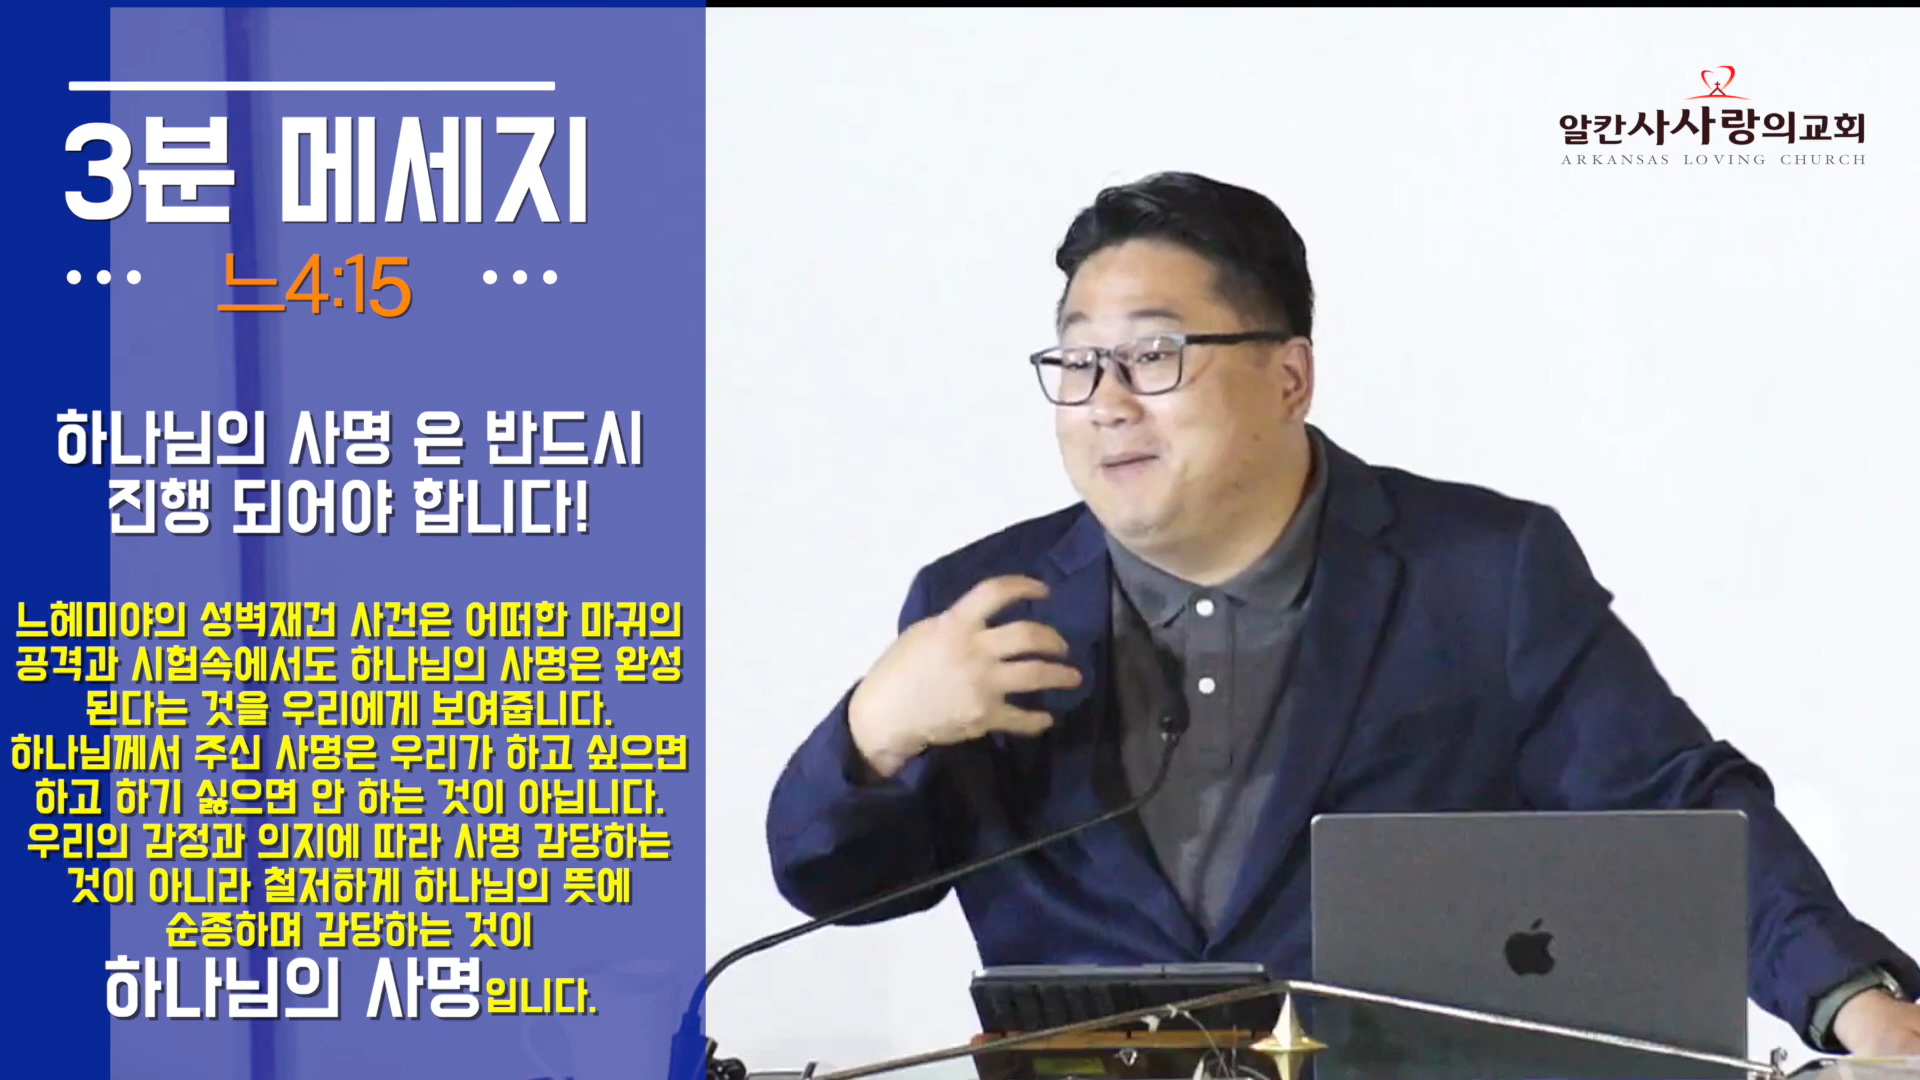 3분 메세지
느4:15
하나님의 사명 은 반드시
진행 되어야 합니다!
느헤미야의 성벽재건 사건은 어떠한 마귀의
공격과 시험속에서도 하나님의 사명은 완성
된다는 것을 우리에게 보여줍니다.
하나님께서 주신 사명은 우리가 하고 싶으면
하고 하기 싫으면 안 하는 것이 아닙니다.
우리의 감정과 의지에 따라 사명 감당하는
것이 아니라 철저하게 하나님의 뜻에
순종하며 감당하는 것이
하나님의 사명입니다.
알칸사사랑의교회
ARKANSAS LOVING CHURCH